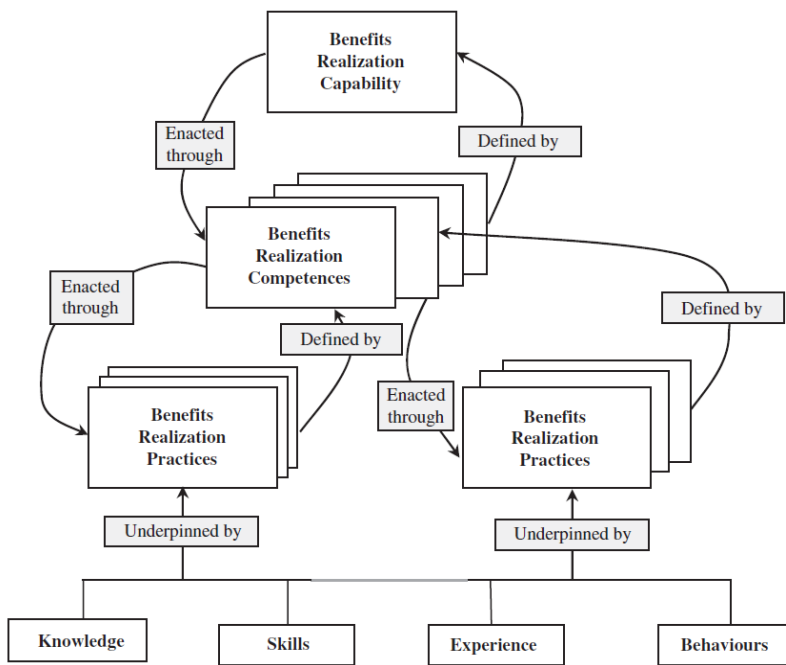 Benefits
Realization
Capability
Enacted
through
Defined by
Benefits
Realization
Competences
Enacted
through
Defined by
Defined by
Enacted
through
Benefits
Realization
Practices
Benefits
Realization
Practices
Underpinned by
Underpinned by
Knowledge
Skills
Experience
Behaviours